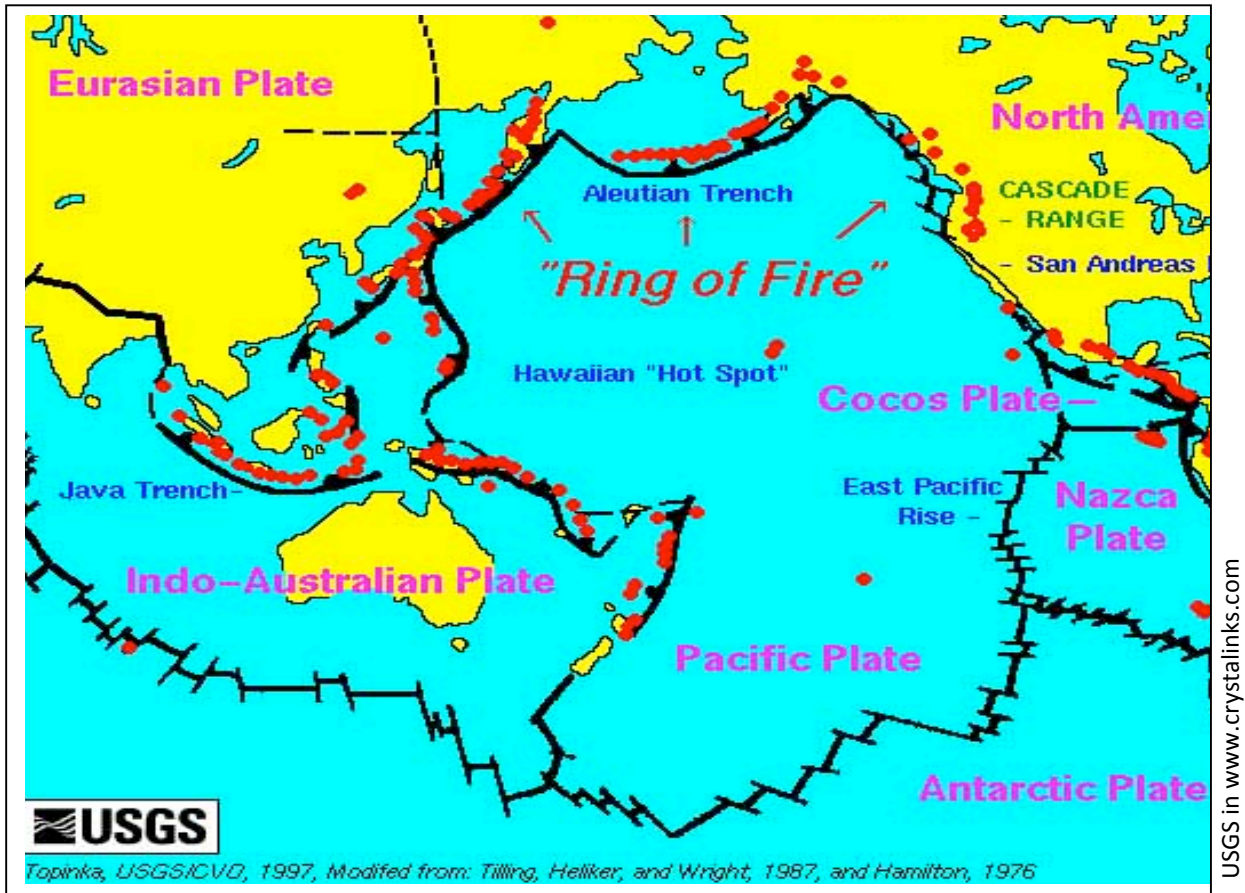 Eurasian Plate
North Ame
Aleutian Trench
CASCADE
- RANGE
"Ring of Fire"
- San Andreas
Hawaiian "Hot Spot"
Cocos Plate—
Java Trench-
East Pacific
Rise -
Nazca
Plate
Indo-Australian Plate
Pacific Plate
Antarctic Plate
USGS
Topinka, USGS/CVO, 1997, Modifed from: Tilling, Heliker, and Wright, 1987, and Hamilton, 1976
USGS in www.crystalinks.com